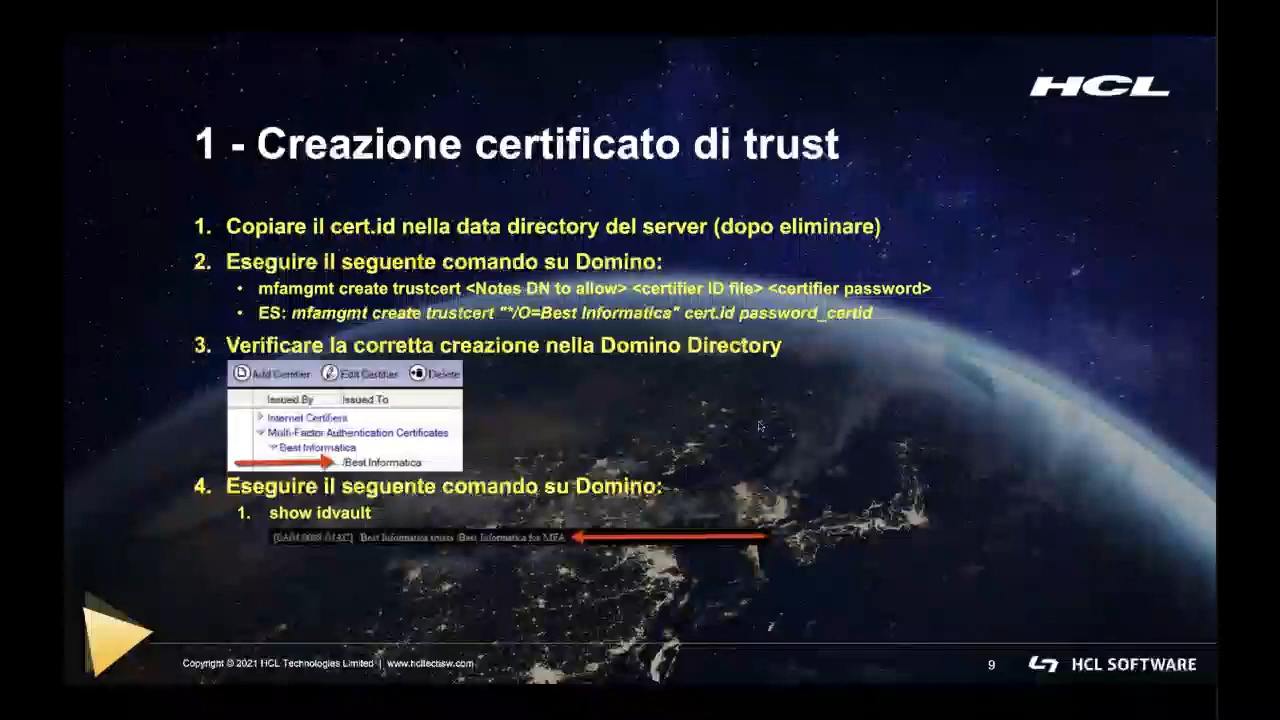 HCL
1 - Creazione certificato di trust
1. Copiare il cert.id nella data directory del server (dopo eliminare)
2. Eseguire il seguente comando su Domino:
• mfamgmt create trustcert <Notes DN to allow> <certifier ID file> <certifier password>
• ES: mfamgmt create trustcert "*/O=Best Informatica" cert.id password_certid
3. Verificare la corretta creazione nella Domino Directory
Add Certifier Edit Certifier Delete
Issued By Issued To
Internet Certifiers
Multi-Factor Authentication Certificates
Best Informatica
/Best Informatica
4. Eseguire il seguente comando su Domino:
1. show idvault
Best Informatica trusts /Best Informatica for MFA
Copyright © 2021 HCL Technologies Limited | www.hcltechsw.com
9
HCL SOFTWARE